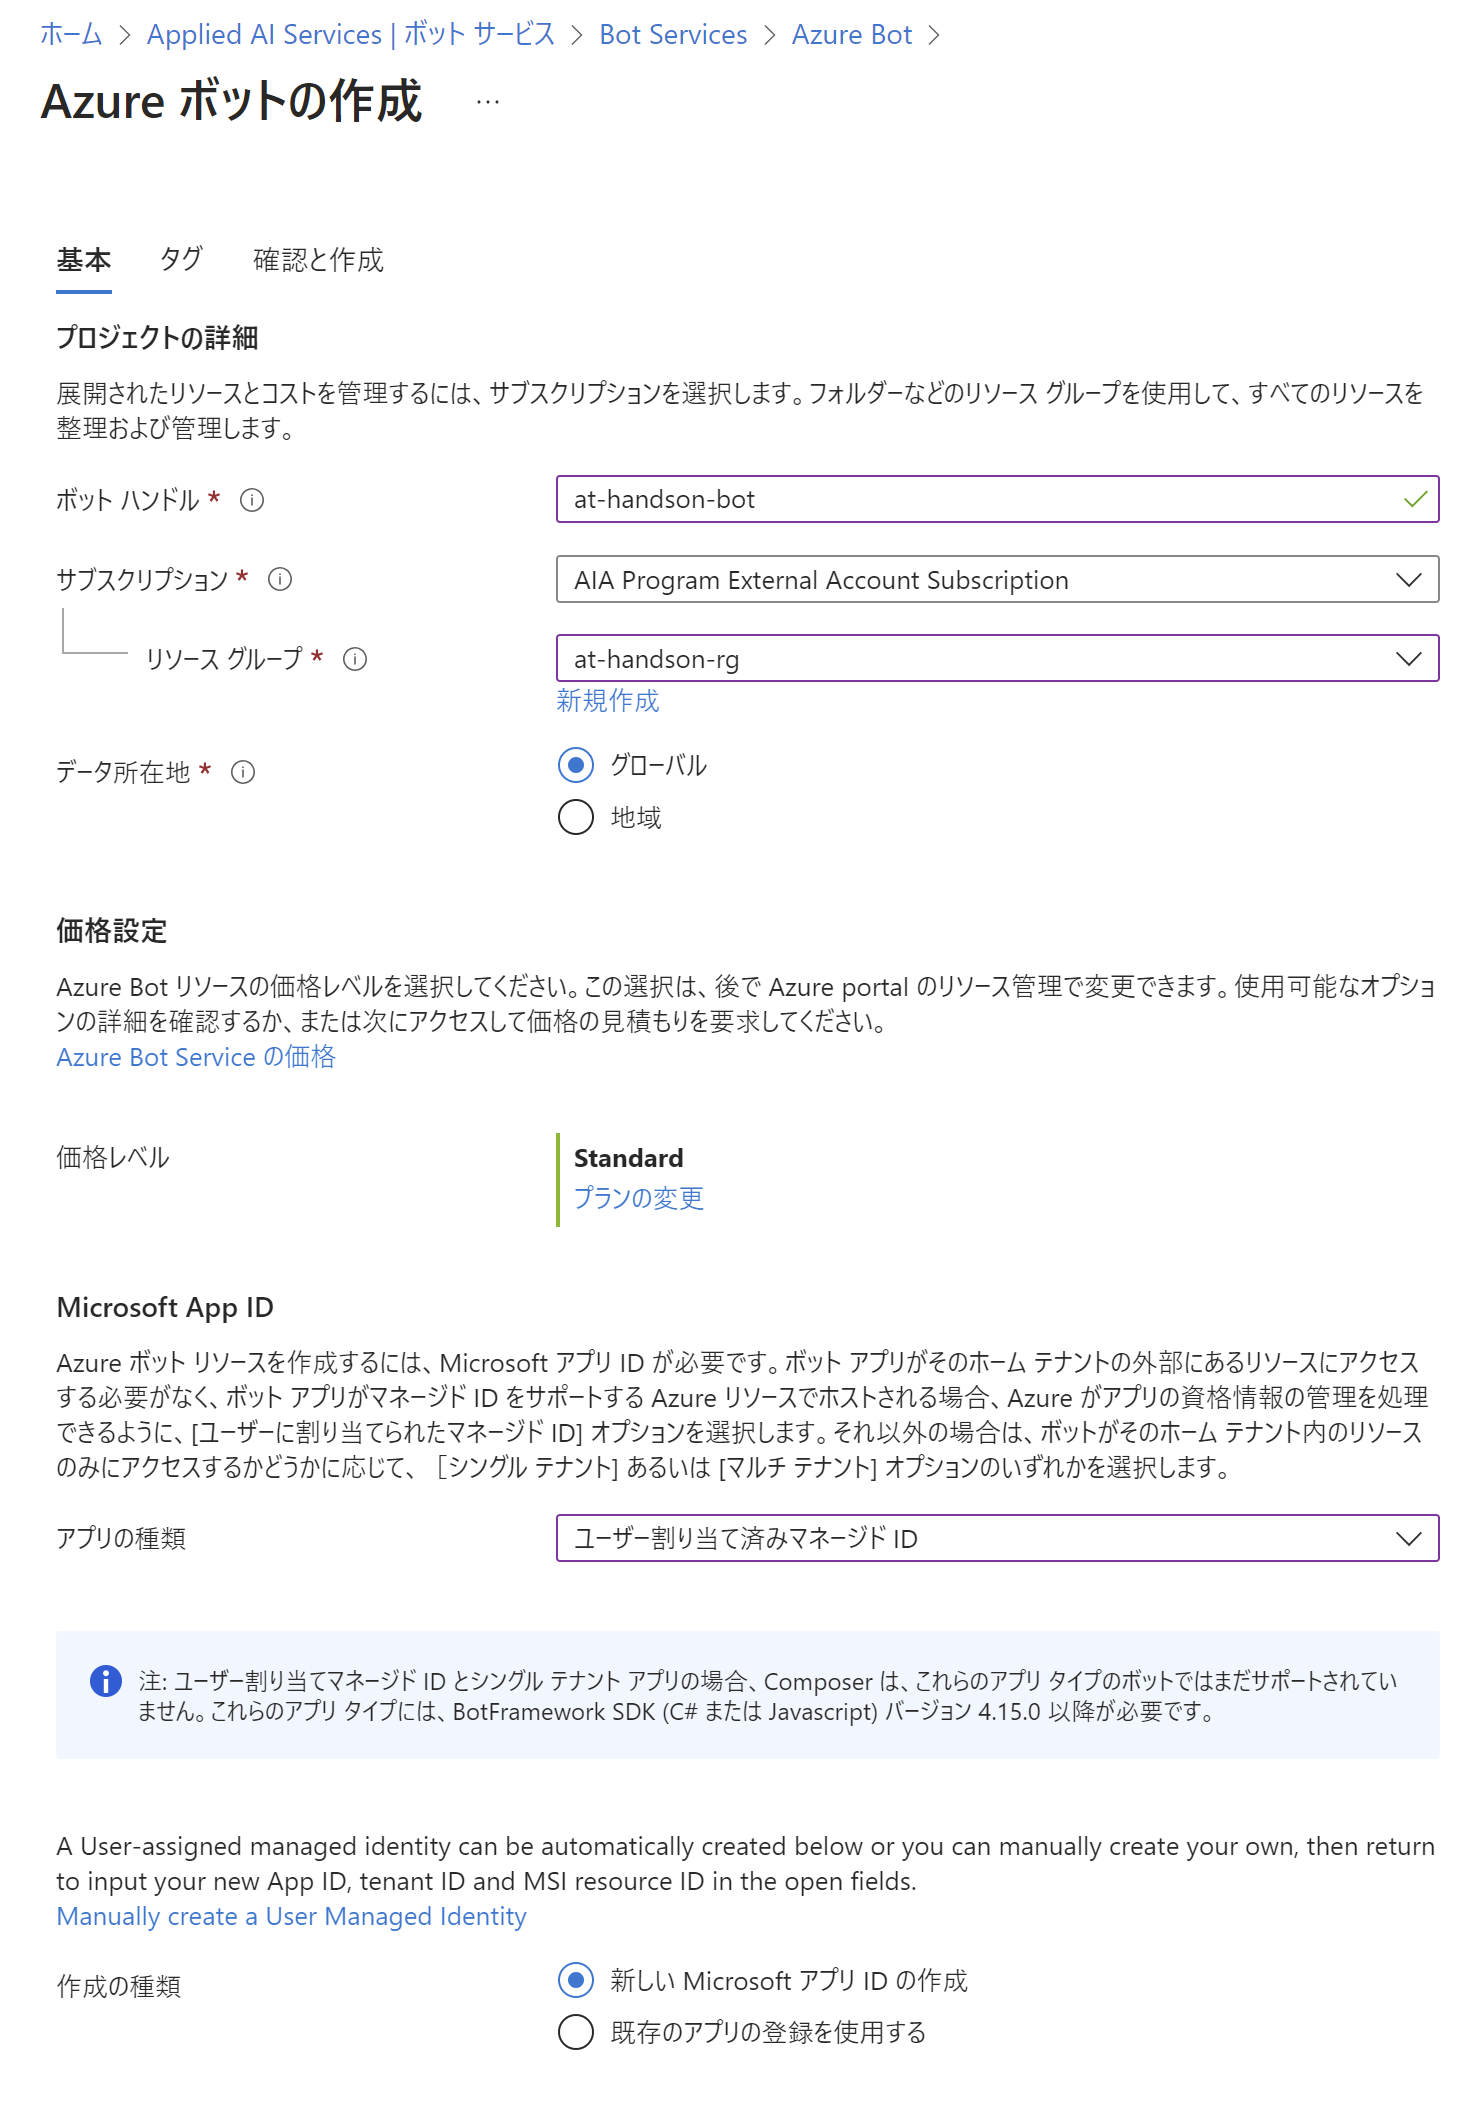 ホーム > Applied AI Services | ボット サービス > Bot Services > Azure Bot >
Azure ボットの作成 …
基本 タグ 確認と作成
プロジェクトの詳細
展開されたリソースとコストを管理するには、サブスクリプションを選択します。フォルダーなどのリソース グループを使用して、すべてのリソースを
整理および管理します。
ボット ハンドル * at-handson-bot
サブスクリプション * AIA Program External Account Subscription
リソース グループ * at-handson-rg
新規作成
データ所在地 * グローバル
地域
価格設定
Azure Bot リソースの価格レベルを選択してください。この選択は、後で Azure portal のリソース管理で変更できます。使用可能なオプショ
ンの詳細を確認するか、または次にアクセスして価格の見積もりを要求してください。
Azure Bot Service の価格
価格レベル Standard
プランの変更
Microsoft App ID
Azure ボット リソースを作成するには、Microsoft アプリ ID が必要です。ボット アプリがそのホーム テナントの外部にあるリソースにアクセス
する必要がなく、ボット アプリがマネージド ID をサポートする Azure リソースでホストされる場合、Azure がアプリの資格情報の管理を処理
できるように、[ユーザーに割り当てられたマネージド ID] オプションを選択します。それ以外の場合は、ボットがそのホーム テナント内のリソース
のみにアクセスするかどうかに応じて、［シングル テナント] あるいは [マルチ テナント] オプションのいずれかを選択します。
アプリの種類 ユーザー割り当て済みマネージド ID
注: ユーザー割り当てマネージド ID とシングル テナント アプリの場合、Composer は、これらのアプリ タイプのボットではまだサポートされてい
ません。これらのアプリ タイプには、BotFramework SDK (C# または Javascript) バージョン 4.15.0 以降が必要です。
A User-assigned managed identity can be automatically created below or you can manually create your own, then return
to input your new App ID, tenant ID and MSI resource ID in the open fields.
Manually create a User Managed Identity
作成の種類 新しい Microsoft アプリ ID の作成
既存のアプリの登録を使用する